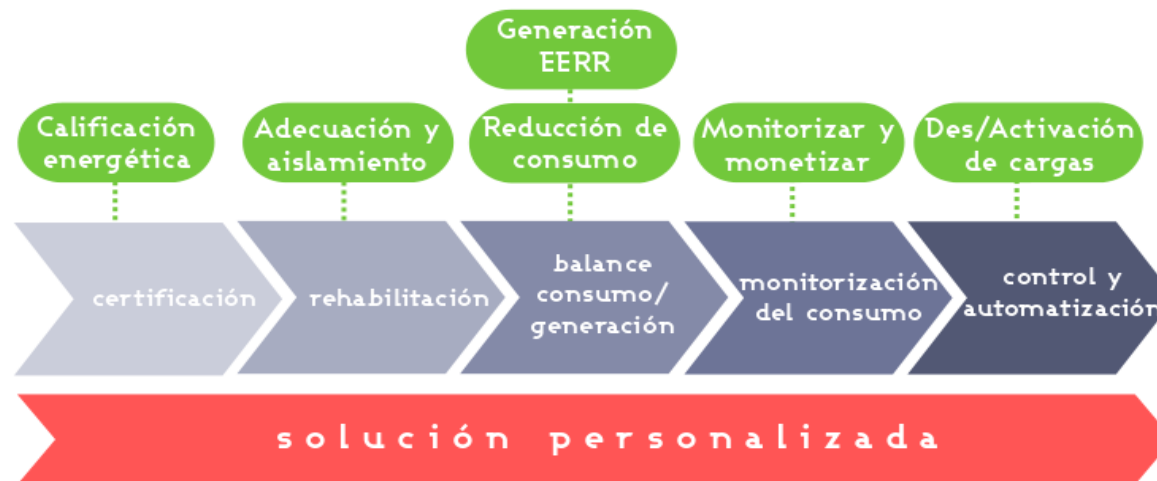 Generación
EERR
Calificación
energética
Adecuación y
aislamiento
Reducción de
consumo
Monitorizar y
monetizar
Des/Activación
de cargas
certificación
rehabilitación
balance
consumo/
generación
monitorización
del consumo
control y
automatización
solución personalizada